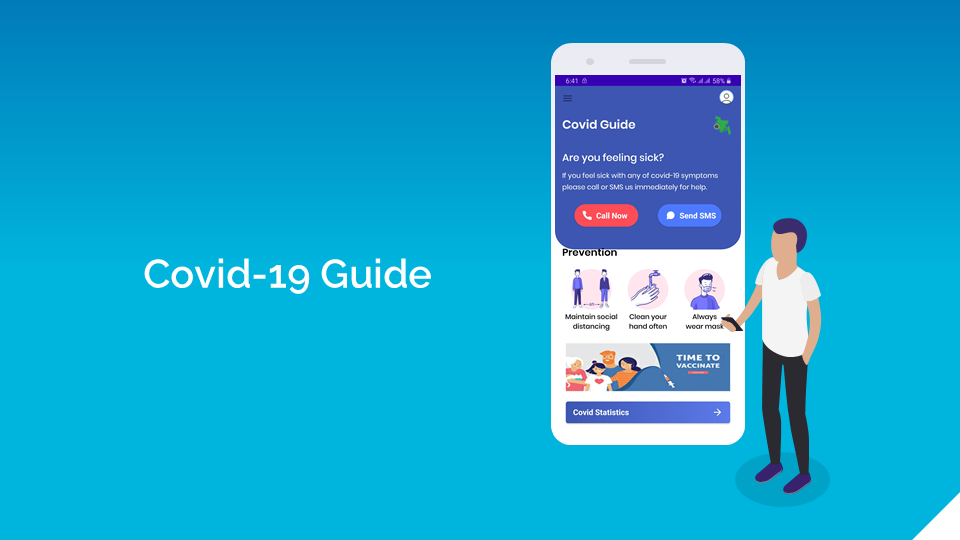 Covid-19 Guide
6:41
58%
Covid Guide
Are you feeling sick?
If you feel sick with any of covid-19 symptoms
please call or SMS us immediately for help.
Call Now
Send SMS
Prevention
Maintain social
distancing
Clean your
hand often
Always
wear mask
TIME TO
VACCINATE
Covid Statistics